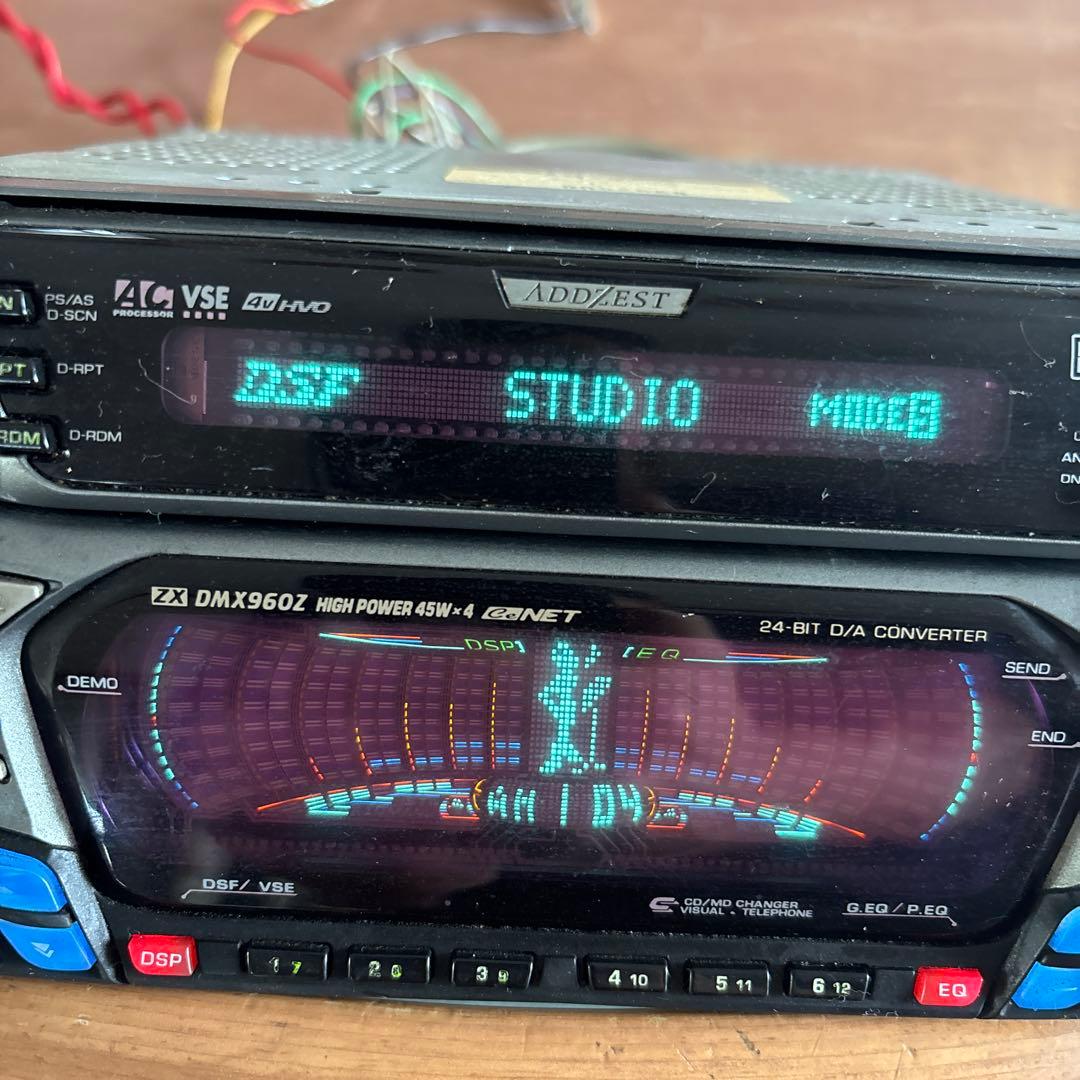 PS/AS
D-SCN
AC
PROCESSOR
VSE
4V HVO
ADDZEST
D-RPT
RDM
D-RDM
DSP STUDIO
ZX DMX960Z HIGH POWER 45W×4 CeNET
24-BIT D/A CONVERTER
DEMO
DSP
EQ
SEND
END
DSF/ VSE
CD/MD CHANGER
VISUAL • TELEPHONE
G.EQ/P.EQ
DSP
1 7
2 8
3 9
4 10
5 11
6 12
EQ